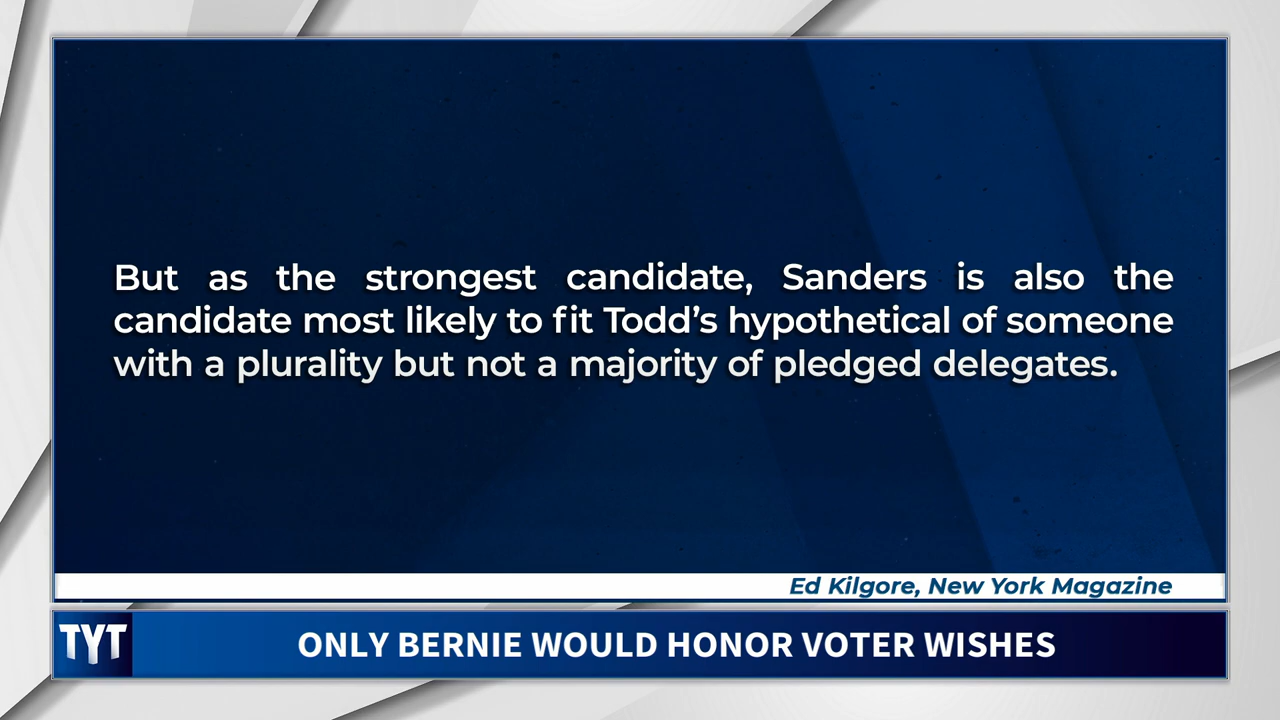 But as the strongest candidate, Sanders is also the
candidate most likely to fit Todd’s hypothetical of someone
with a plurality but not a majority of pledged delegates.
Ed Kilgore, New York Magazine
TYT
ONLY BERNIE WOULD HONOR VOTER WISHES